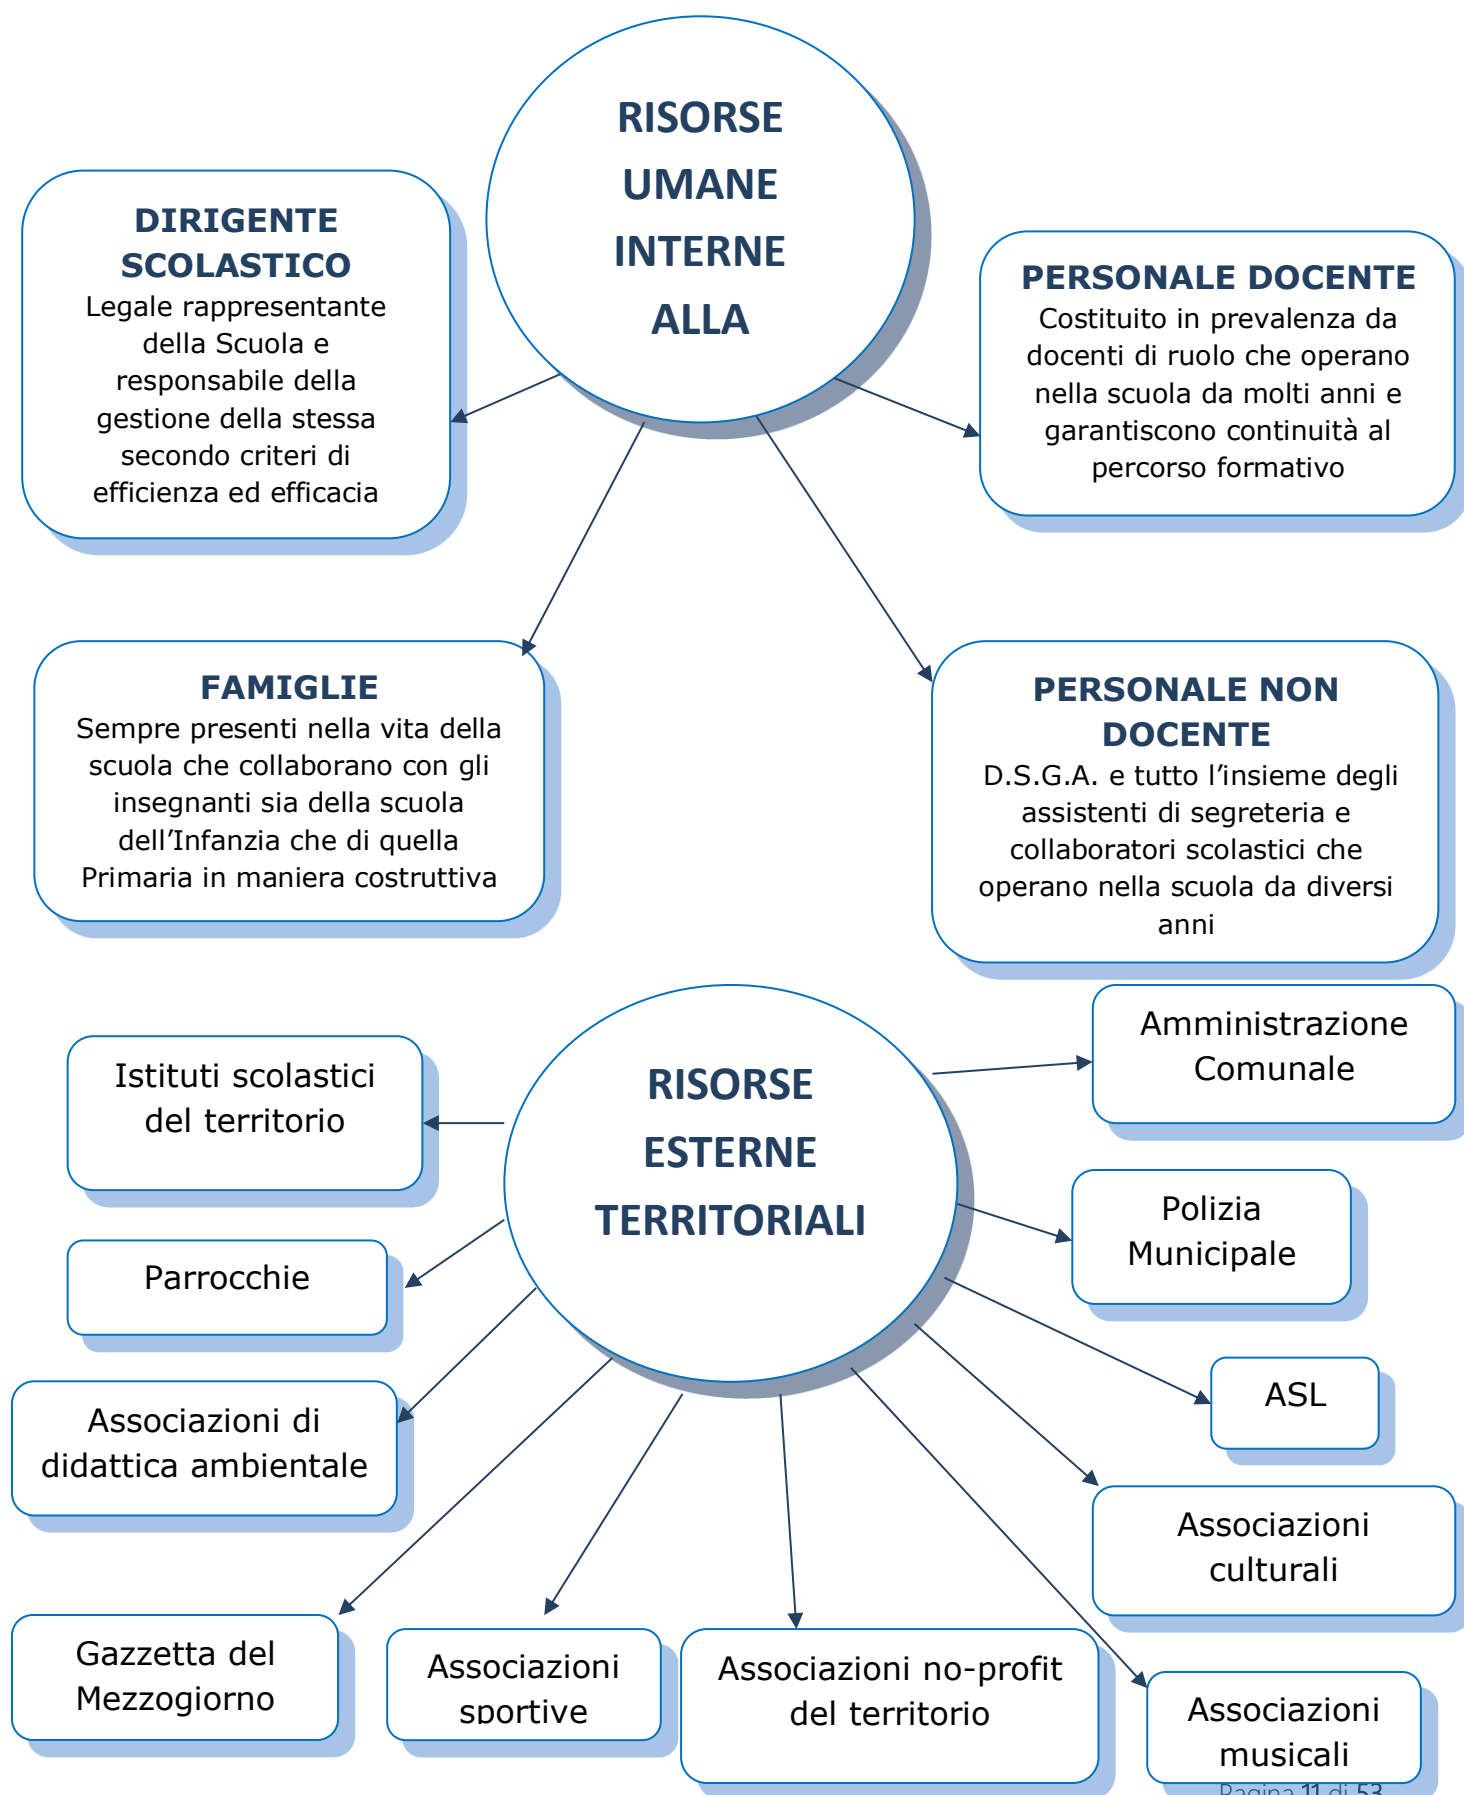 RISORSE
UMANE
INTERNE
ALLA
DIRIGENTE
SCOLASTICO
Legale rappresentante
della Scuola e
responsabile della
gestione della stessa
secondo criteri di
efficienza ed efficacia
PERSONALE DOCENTE
Costituito in prevalenza da
docenti di ruolo che operano
nella scuola da molti anni e
garantiscono continuità al
percorso formativo
FAMIGLIE
Sempre presenti nella vita della
scuola che collaborano con gli
insegnanti sia della scuola
dell’Infanzia che di quella
Primaria in maniera costruttiva
PERSONALE NON
DOCENTE
D.S.G.A. e tutto l’insieme degli
assistenti di segreteria e
collaboratori scolastici che
operano nella scuola da diversi
anni
RISORSE
ESTERNE
TERRITORIALI
Istituti scolastici
del territorio
Amministrazione
Comunale
Parrocchie
Polizia
Municipale
Associazioni di
didattica ambientale
ASL
Associazioni
culturali
Gazzetta del
Mezzogiorno
Associazioni
sportive
Associazioni no-profit
del territorio
Associazioni
musicali
Pagina 11 di 53